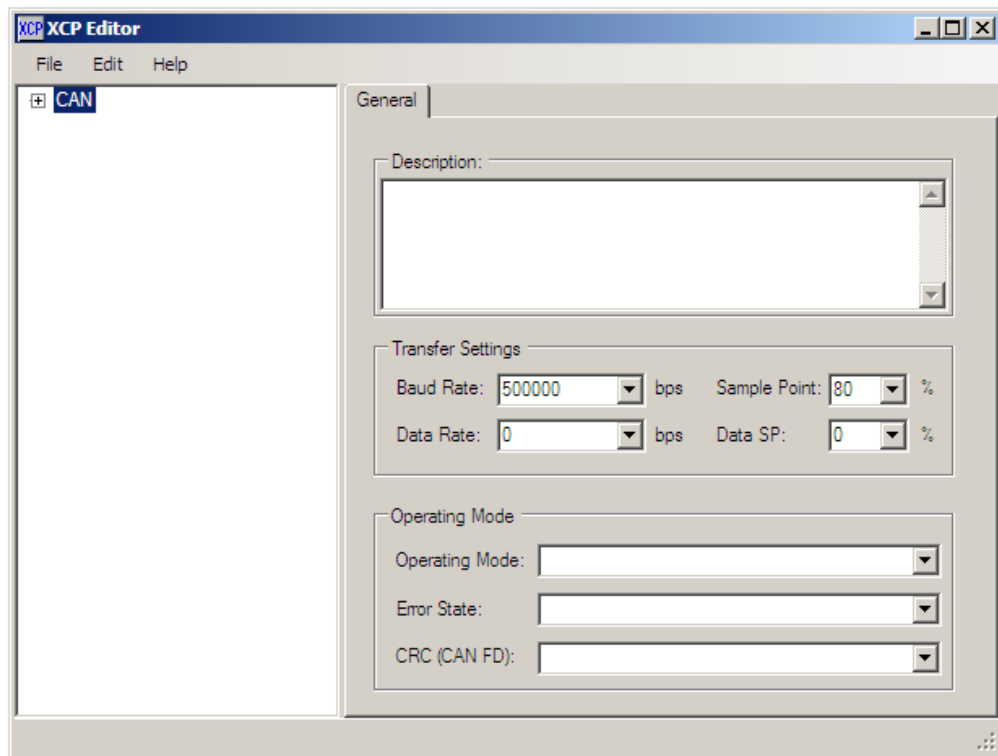 XCP XCP Editor
File Edit Help
CAN
General
Description:
Transfer Settings
Baud Rate: 500000 bps Sample Point: 80 %
Data Rate: 0 bps Data SP: 0 %
Operating Mode
Operating Mode:
Error State:
CRC (CAN FD):